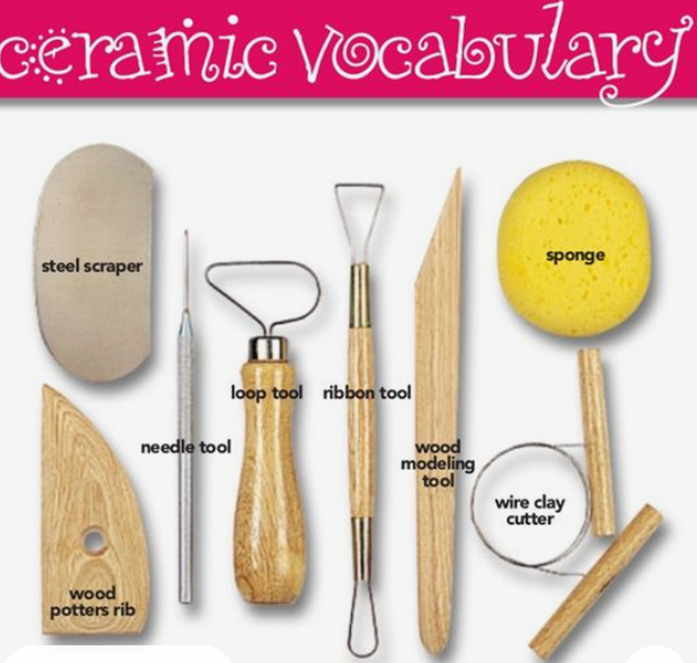 ceramic vocabulary
steel scraper
sponge
loop tool
ribbon tool
needle tool
wood
modeling
tool
wire clay
cutter
wood
potters rib